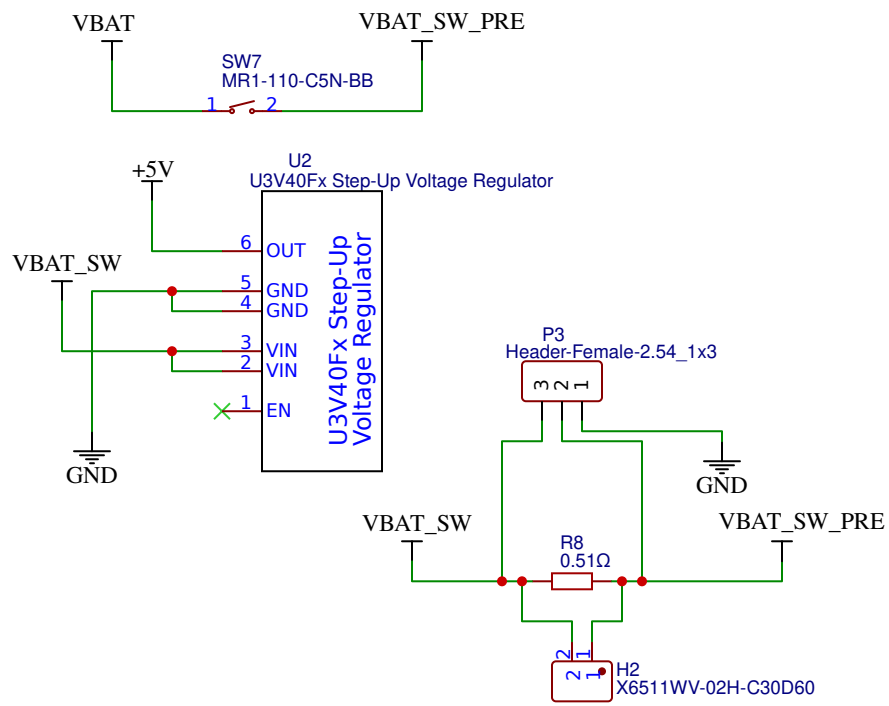 VBAT
VBAT_SW_PRE
SW7
MR1-110-C5N-BB
1
2
U2
U3V40Fx Step-Up Voltage Regulator
+5V
6
OUT
VBAT_SW
5
GND
4
GND
3
VIN
2
VIN
1
EN
U3V40Fx Step-Up
Voltage Regulator
GND
P3
Header-Female-2.54_1x3
3
2
1
GND
VBAT_SW
VBAT_SW_PRE
R8
0.51Ω
2
1
2
1
H2
X6511WV-02H-C30D60